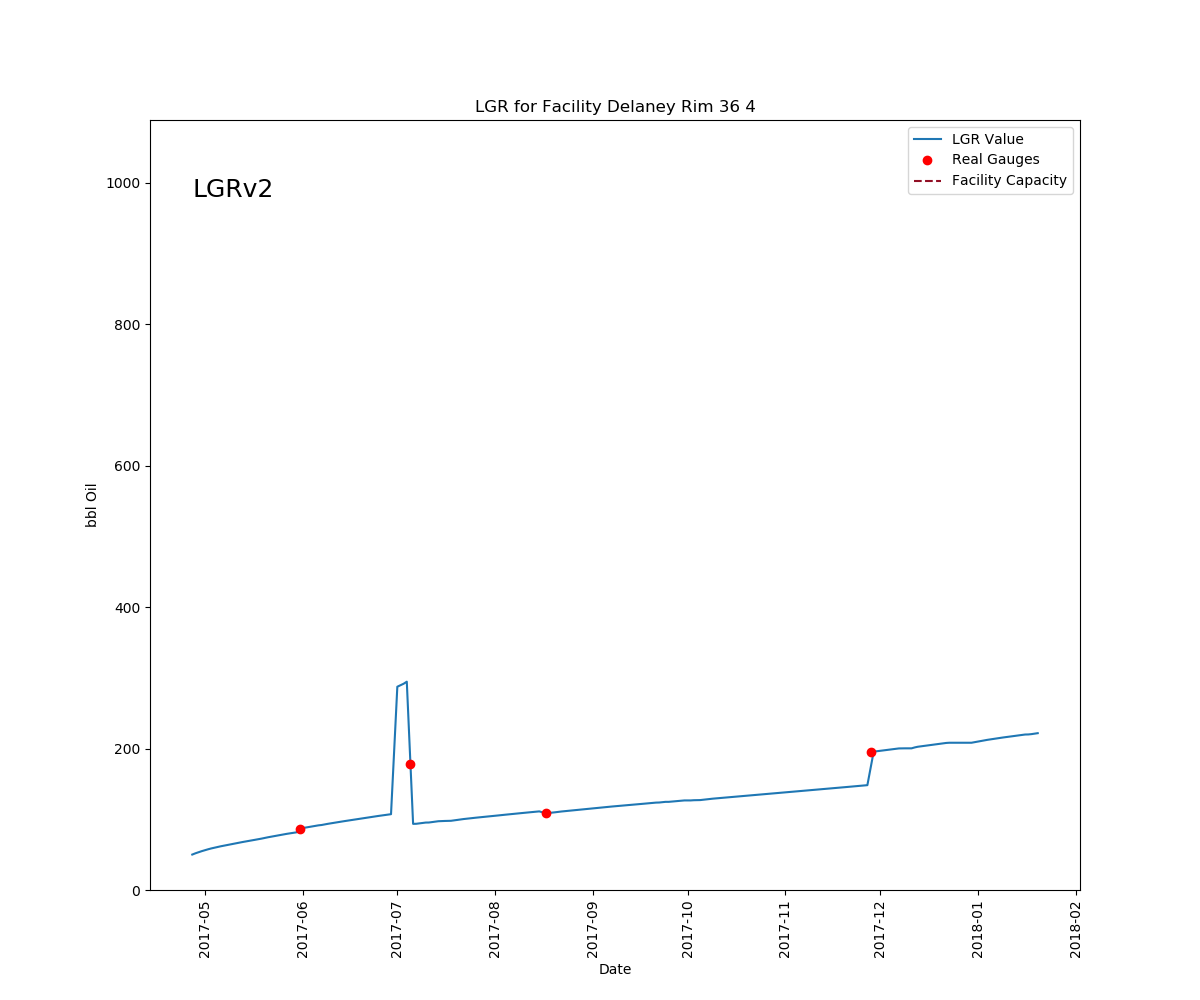 LGR for Facility Delaney Rim 36 4
LGRv2
LGR Value
Real Gauges
Facility Capacity
1000
800
600
400
200
0
bbl Oil
2017-05
2017-06
2017-07
2017-08
2017-09
2017-10
2017-11
2017-12
2018-01
2018-02
Date